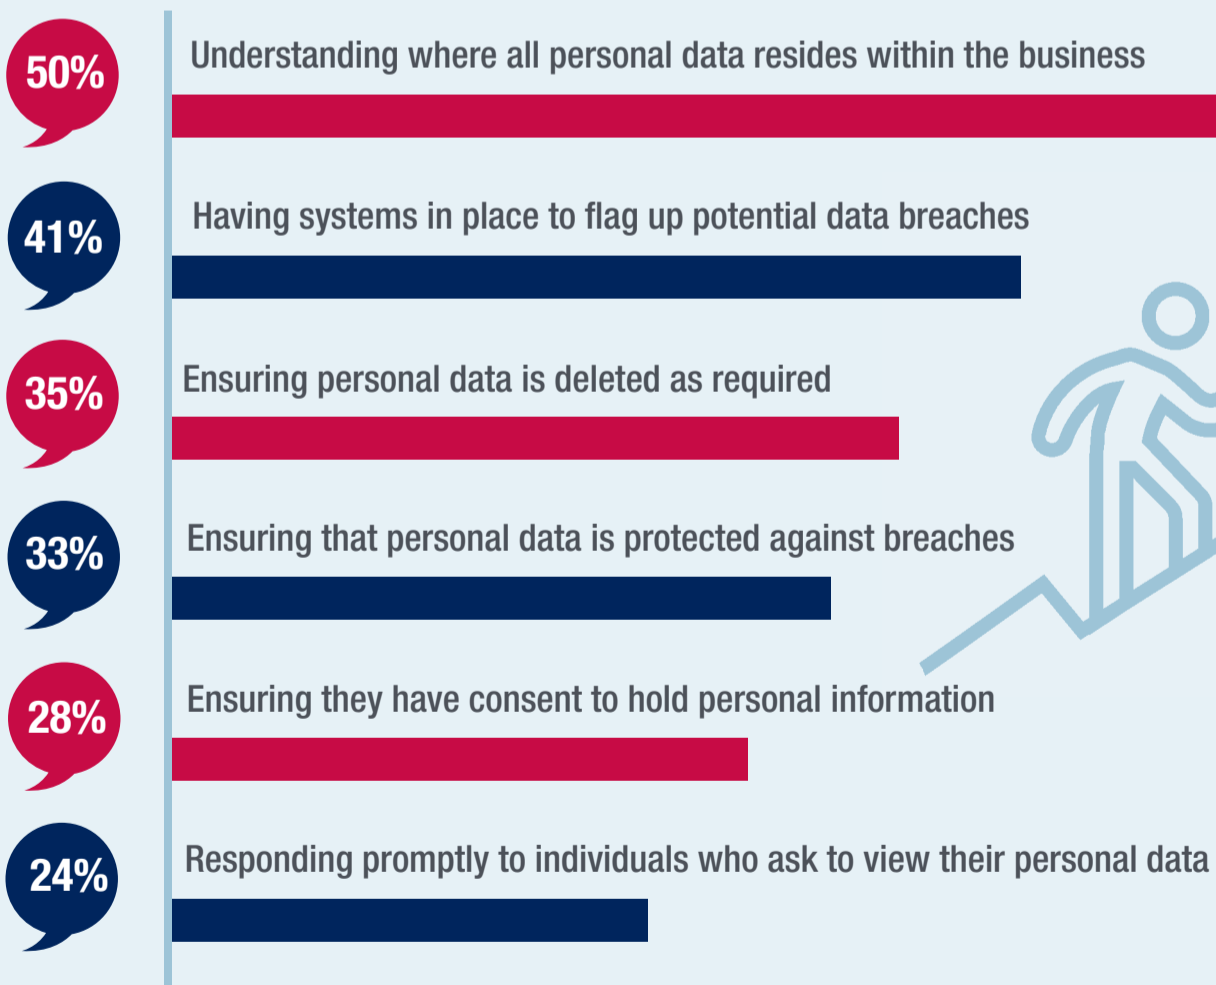 50%
Understanding where all personal data resides within the business
41%
Having systems in place to flag up potential data breaches
35%
Ensuring personal data is deleted as required
33%
Ensuring that personal data is protected against breaches
28%
Ensuring they have consent to hold personal information
24%
Responding promptly to individuals who ask to view their personal data